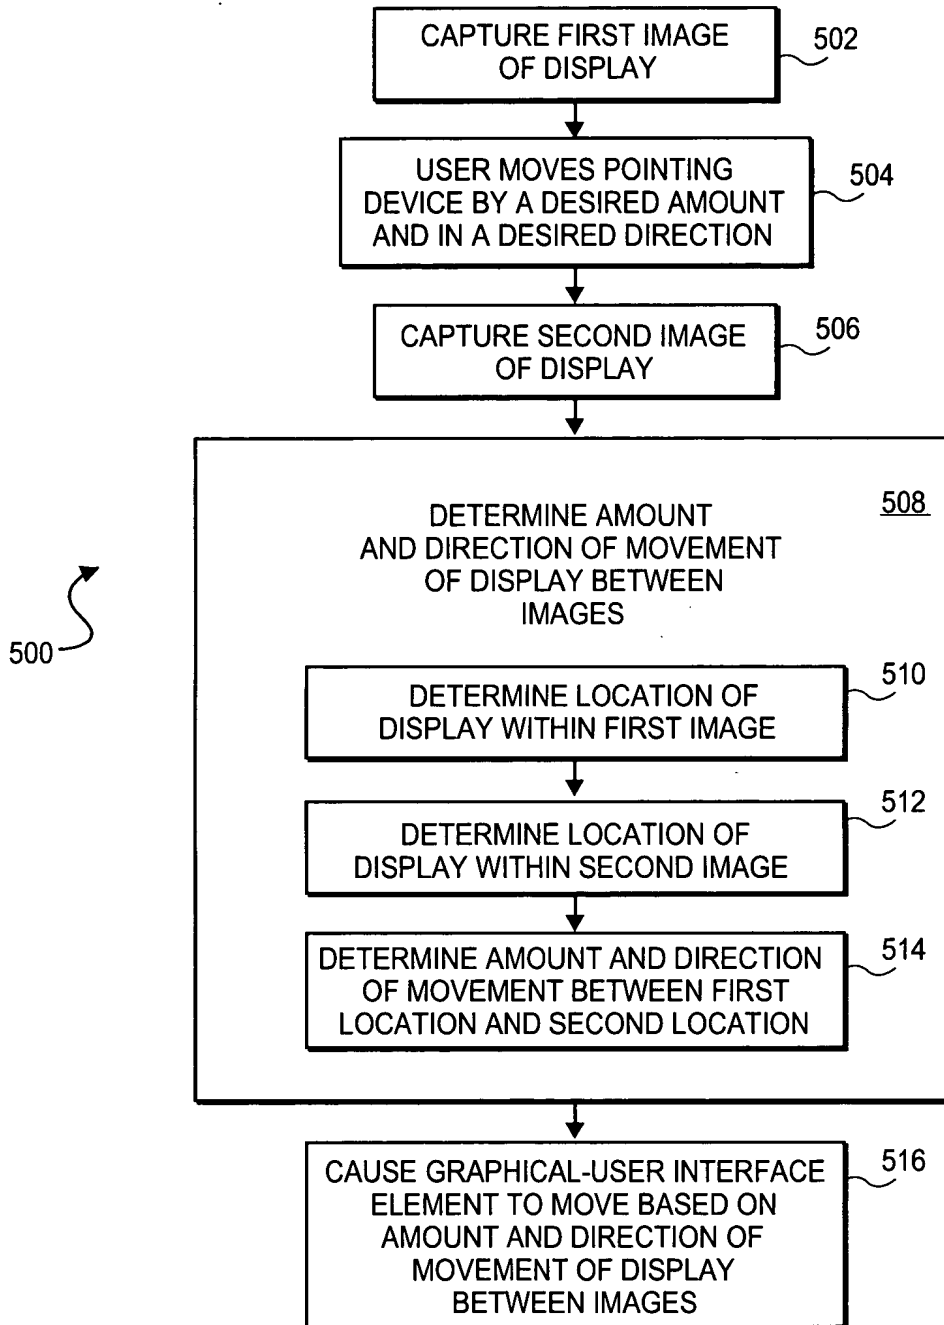 CAPTURE FIRST IMAGE
OF DISPLAY
502
USER MOVES POINTING
DEVICE BY A DESIRED AMOUNT
AND IN A DESIRED DIRECTION
504
CAPTURE SECOND IMAGE
OF DISPLAY
506
508
DETERMINE AMOUNT
AND DIRECTION OF MOVEMENT
OF DISPLAY BETWEEN
IMAGES
500
DETERMINE LOCATION OF
DISPLAY WITHIN FIRST IMAGE
510
DETERMINE LOCATION OF
DISPLAY WITHIN SECOND IMAGE
512
DETERMINE AMOUNT AND DIRECTION
OF MOVEMENT BETWEEN FIRST
LOCATION AND SECOND LOCATION
514
CAUSE GRAPHICAL-USER INTERFACE
ELEMENT TO MOVE BASED ON
AMOUNT AND DIRECTION OF
MOVEMENT OF DISPLAY
BETWEEN IMAGES
516